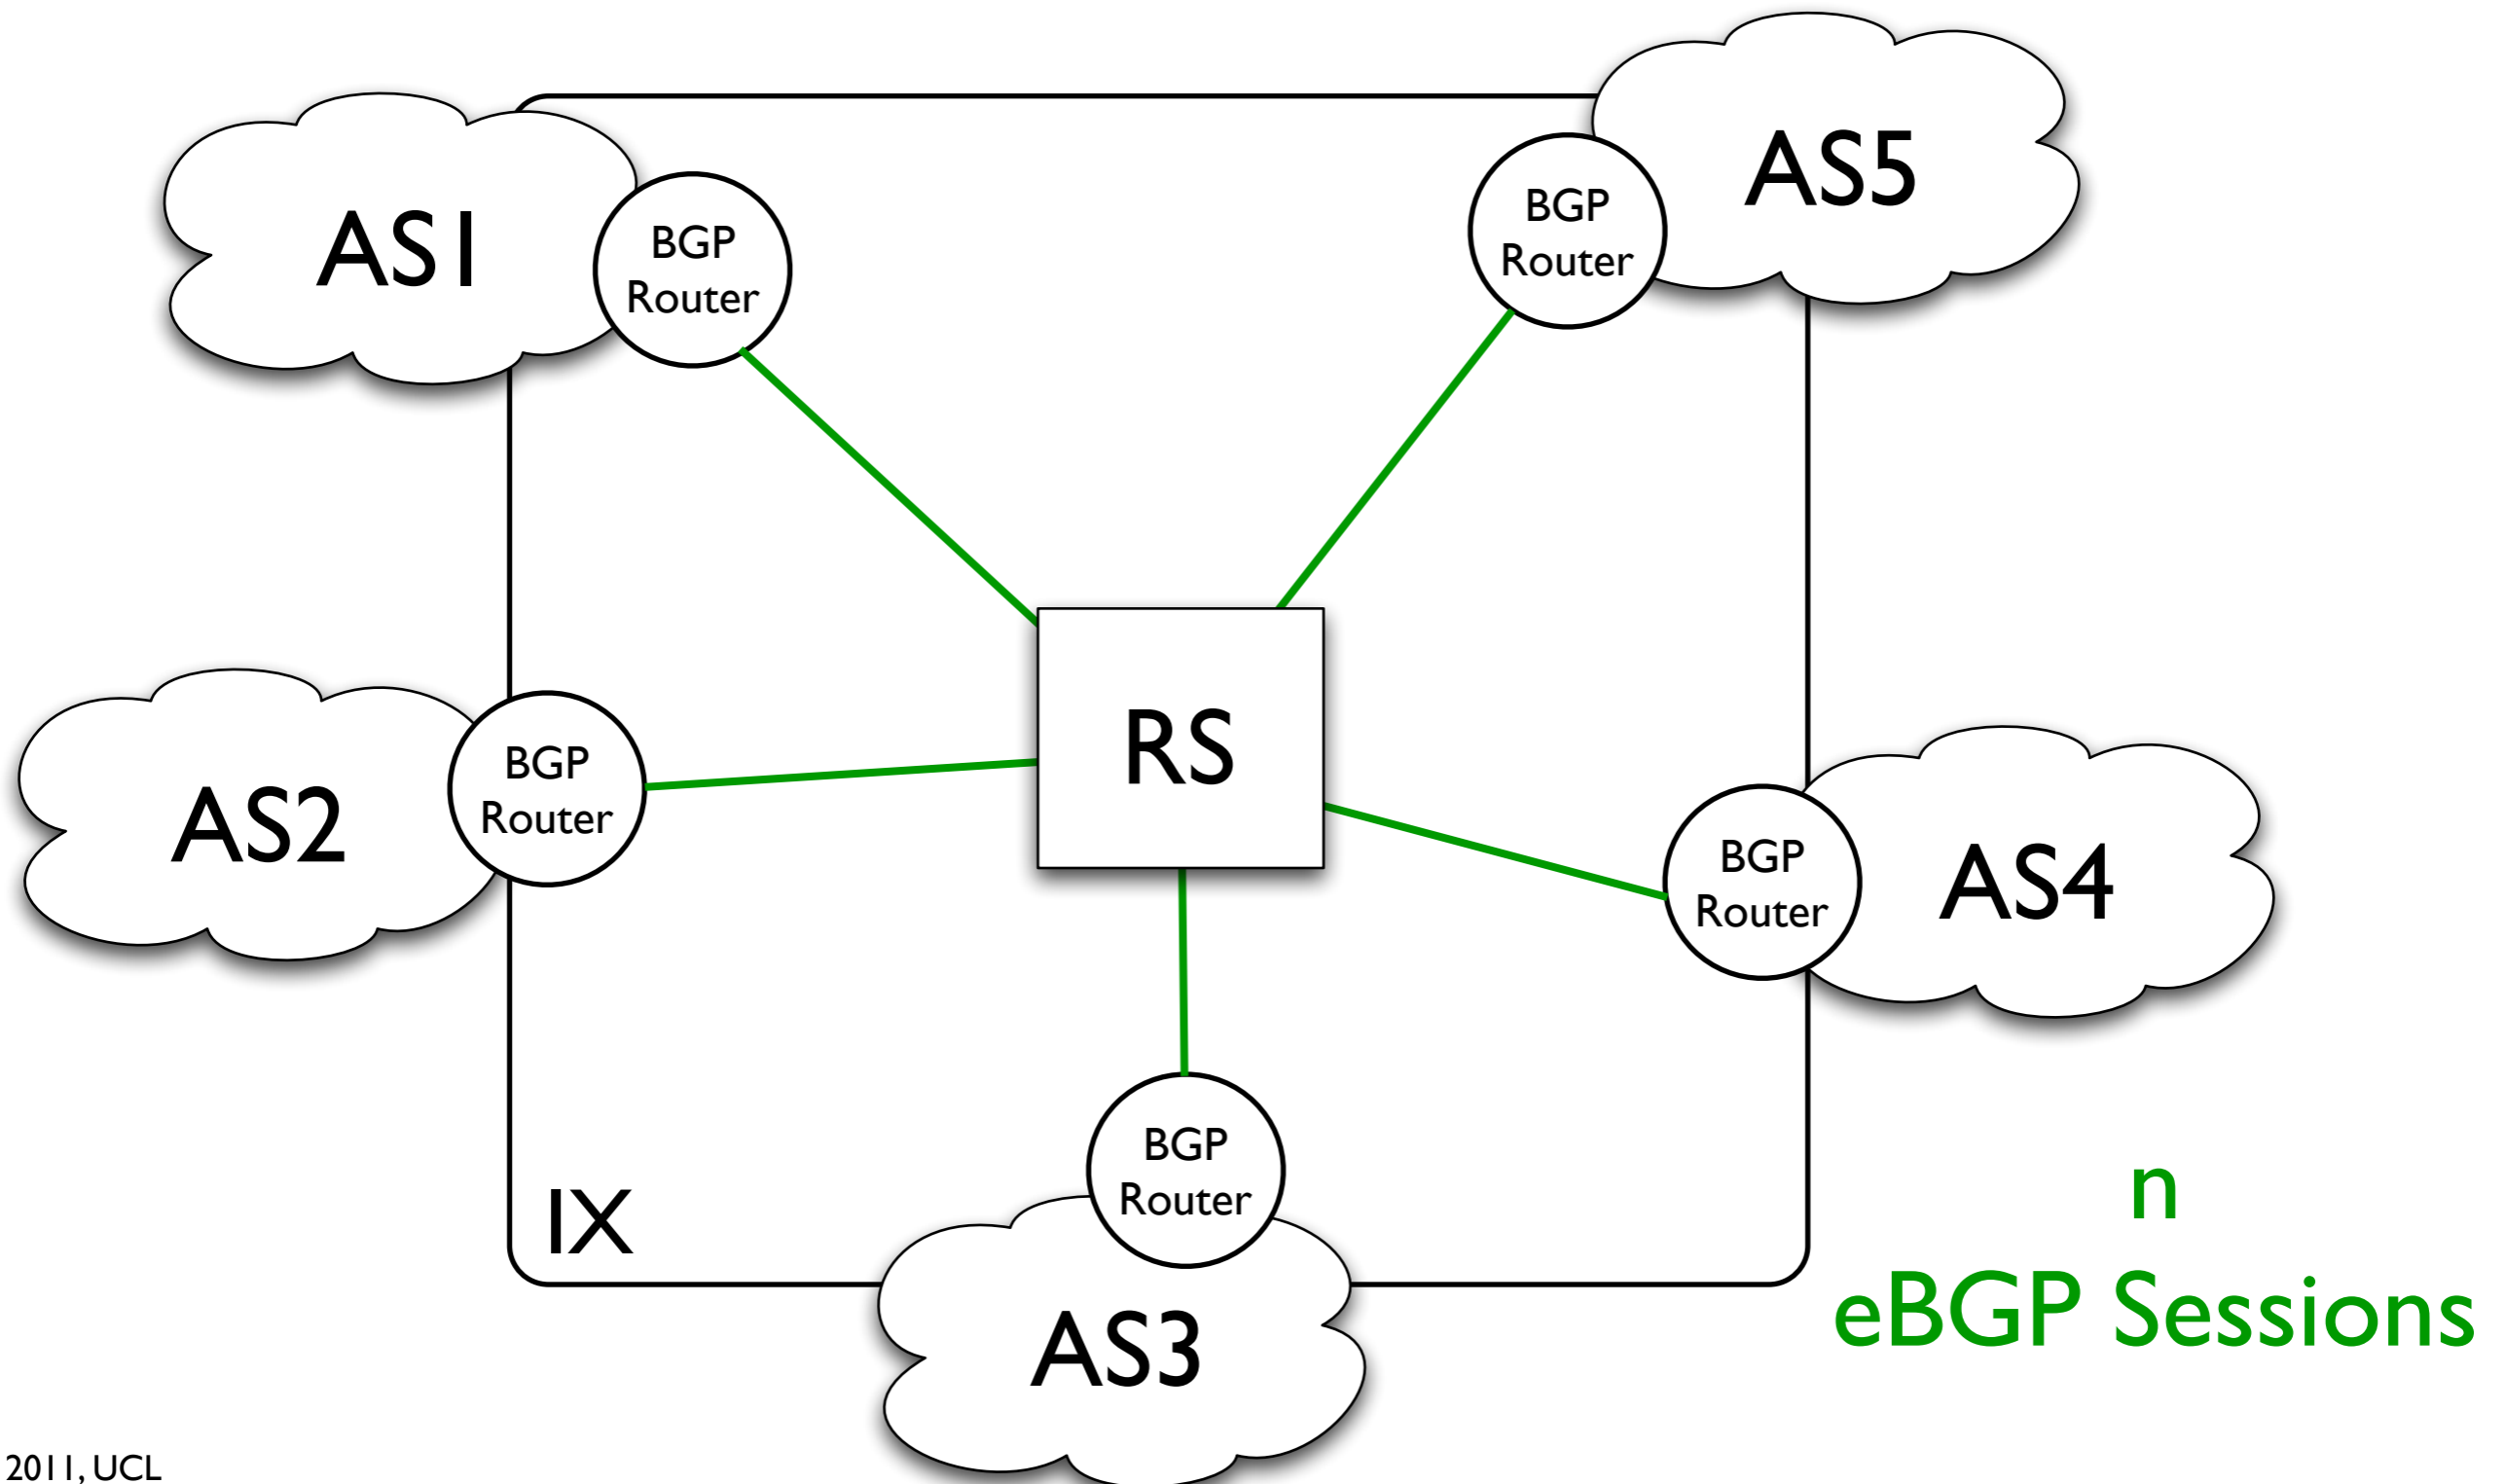 AS5
BGP
Router
AS1
BGP
Router
RS
AS2
BGP
Router
BGP
Router
AS4
BGP
Router
AS3
IX
n
eBGP Sessions
2011, UCL